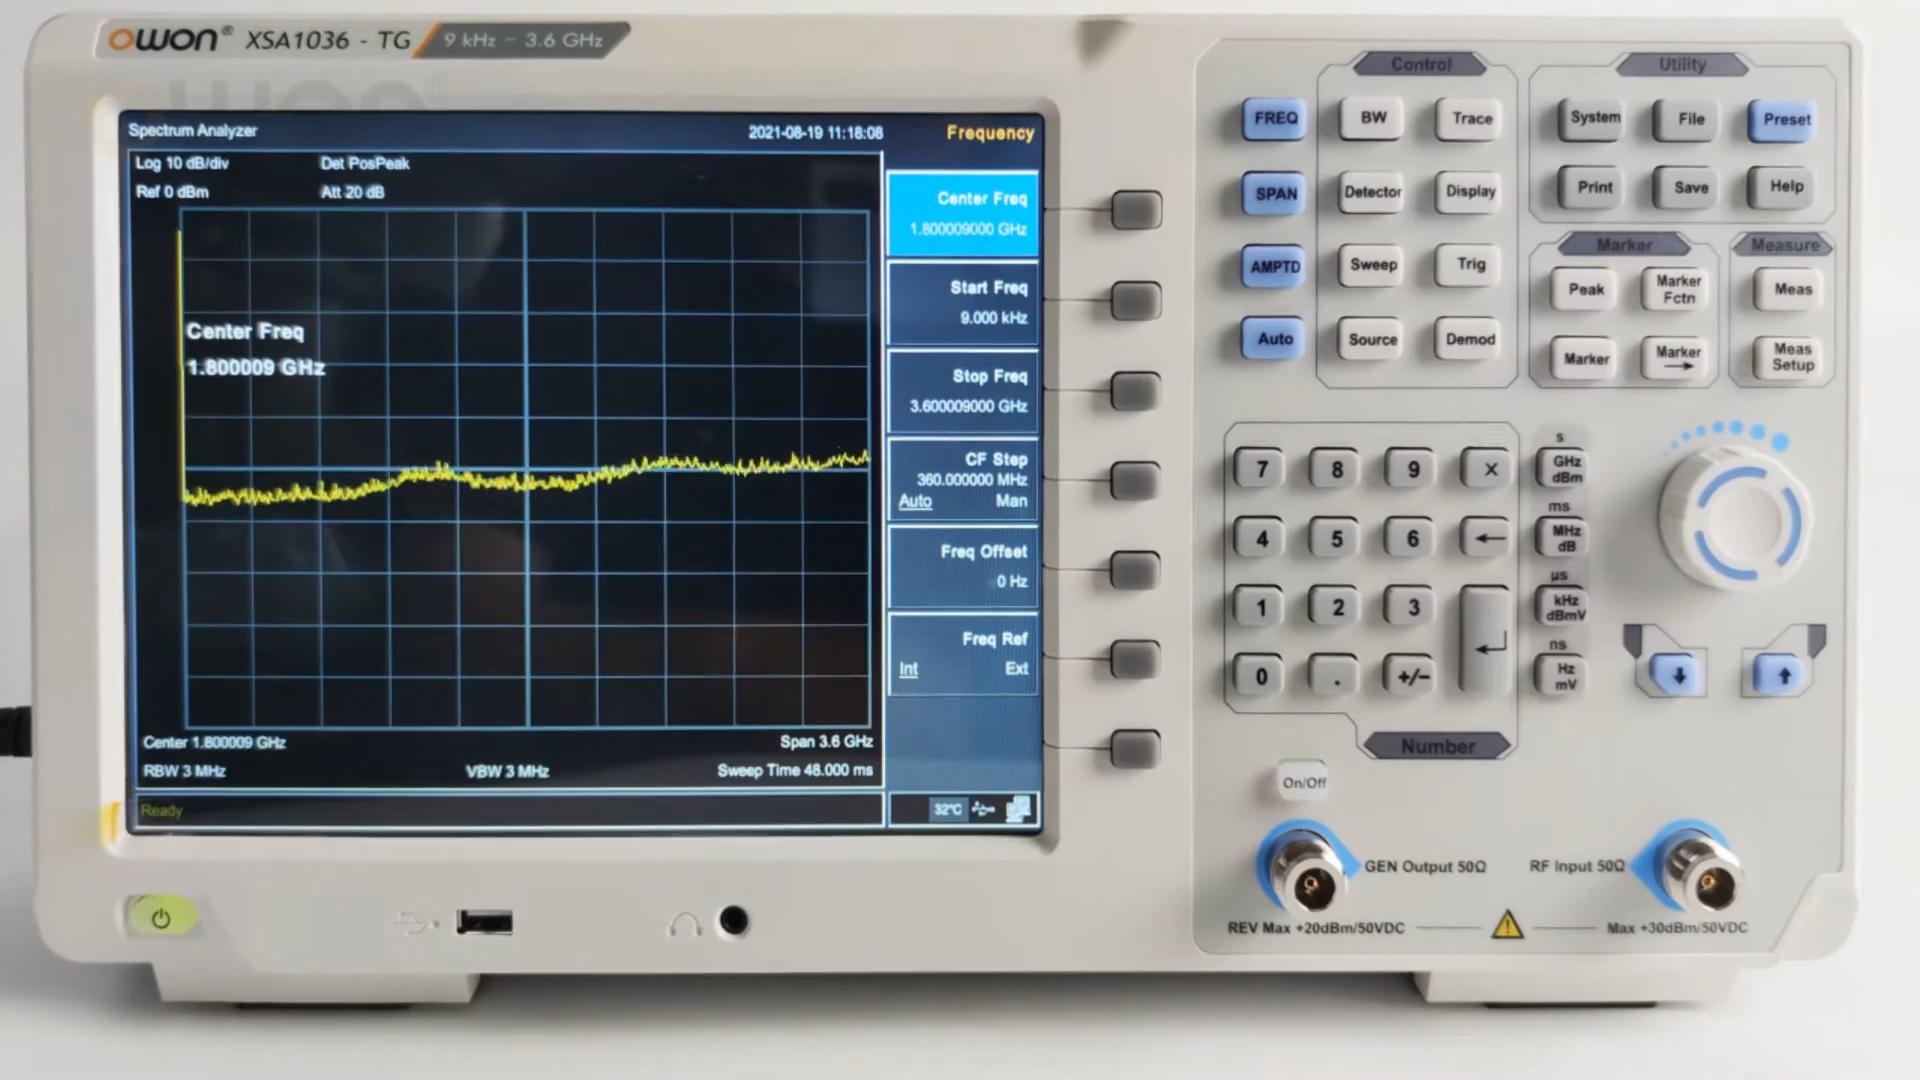 OWON® XSA1036 - TG 9 kHz - 3.6 GHz
Spectrum Analyzer 2021-08-19 11:18:08 Frequency
Log 10 dB/div Det PosPeak
Ref 0 dBm Att 20 dB
Center Freq
1.800009 GHz
Center 1.800009 GHz Span 3.6 GHz
RBW 3 MHz VBW 3 MHz Sweep Time 48.000 ms
Ready
Center Freq
1.800009000 GHz
Start Freq
9.000 kHz
Stop Freq
3.600009000 GHz
CF Step
360.000000 MHz
Auto Man
Freq Offset
0 Hz
Freq Ref
Int Ext
32℃
FREQ
SPAN
AMPTD
Auto
Control
BW Trace
Detector Display
Sweep Trig
Source Demod
Utility
System File Preset
Print Save Help
Marker
Peak Marker Fctn
Marker Marker →
Measure
Meas
Meas Setup
7 8 9 × s GHz dBm
4 5 6 ← ms MHz dB
1 2 3 ↵ µs kHz dBmV
0 . +/- ns Hz mV
Number
On/Off
GEN Output 50Ω RF Input 50Ω
REV Max +20dBm/50VDC Max +30dBm/50VDC